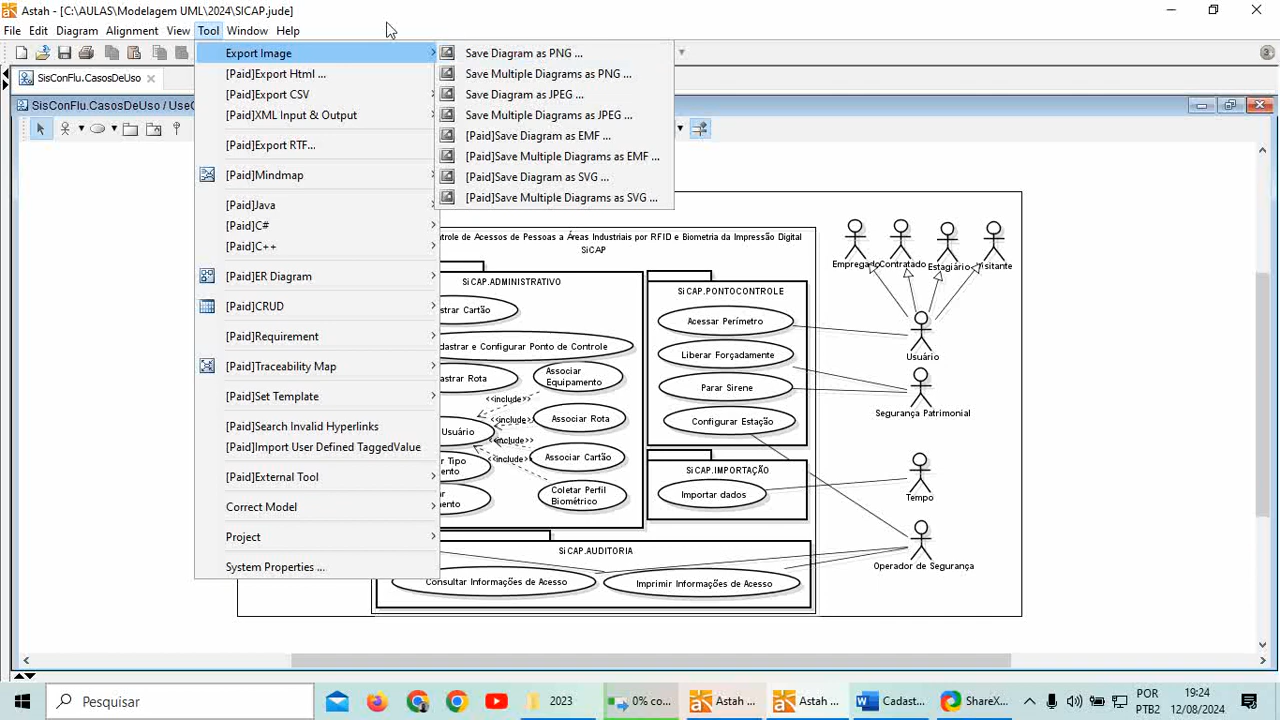 Astah - [C:\AULAS\Modelagem UML\2024\SICAP.jude]
File Edit Diagram Alignment View Tool Window Help
SisConFlu.CasosDeUso
Export Image
[Paid]Export Html ...
[Paid]Export CSV
[Paid]XML Input & Output
[Paid]Export RTF...
[Paid]Mindmap
[Paid]Java
[Paid]C#
[Paid]C++
[Paid]ER Diagram
[Paid]CRUD
[Paid]Requirement
[Paid]Traceability Map
[Paid]Set Template
[Paid]Search Invalid Hyperlinks
[Paid]Import User Defined TaggedValue
[Paid]External Tool
Correct Model
Project
System Properties ...
Save Diagram as PNG ...
Save Multiple Diagrams as PNG ...
Save Diagram as JPEG ...
Save Multiple Diagrams as JPEG ...
[Paid]Save Diagram as EMF ...
[Paid]Save Multiple Diagrams as EMF ...
[Paid]Save Diagram as SVG ...
[Paid]Save Multiple Diagrams as SVG ...
3
SisConFlu.CasosDeUso / UseC
ntrole de Acessos de Pessoas a Áreas Industriais por RFID e Biometria da Impressão Digital
SiCAP
SiCAP.ADMINISTRATIVO
strar Cartão
adastrar e Configurar Ponto de Controle
astrar Rota
Associar
Equipamento
<<include>>
Associar Rota
<<include>>
Usuário
<<include>>
Associar Cartão
<<include>>
r Tipo
mento
Coletar Perfil
Biométrico
ar
mento
SiCAP.PONTOCONTROLE
Acessar Perímetro
Liberar Forçadamente
Parar Sirene
Configurar Estação
SiCAP.IMPORTAÇÃO
Importar dados
SiCAP.AUDITORIA
Consultar Informações de Acesso
Imprimir Informações de Acesso
Empregado
Contratado
Estagiário
Visitante
Usuário
Segurança Patrimonial
Tempo
Operador de Segurança
Pesquisar
2023
0% co...
Astah ...
Astah ...
Cadast...
ShareX...
POR
PTB2
19:24
12/08/2024